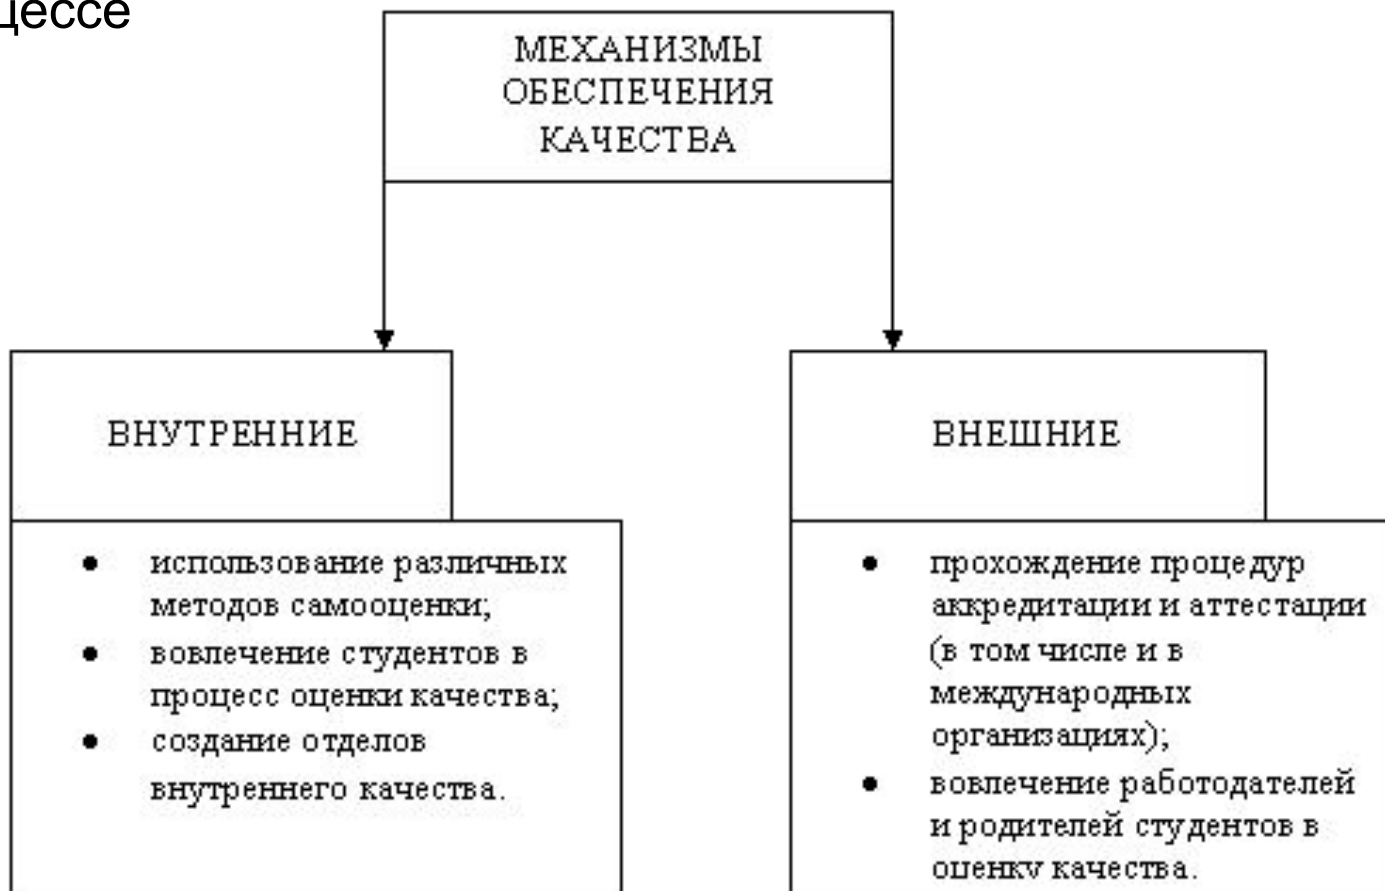 цессе
МЕХАНИЗМЫ
ОБЕСПЕЧЕНИЯ
КАЧЕСТВА
ВНУТРЕННИЕ
• использование различных
методов самооценки;
• вовлечение студентов в
процесс оценки качества;
• создание отделов
внутреннего качества.
ВНЕШНИЕ
• прохождение процедур
аккредитации и аттестации
(в том числе и в
международных
организациях);
• вовлечение работодателей
и родителей студентов в
оценку качества.